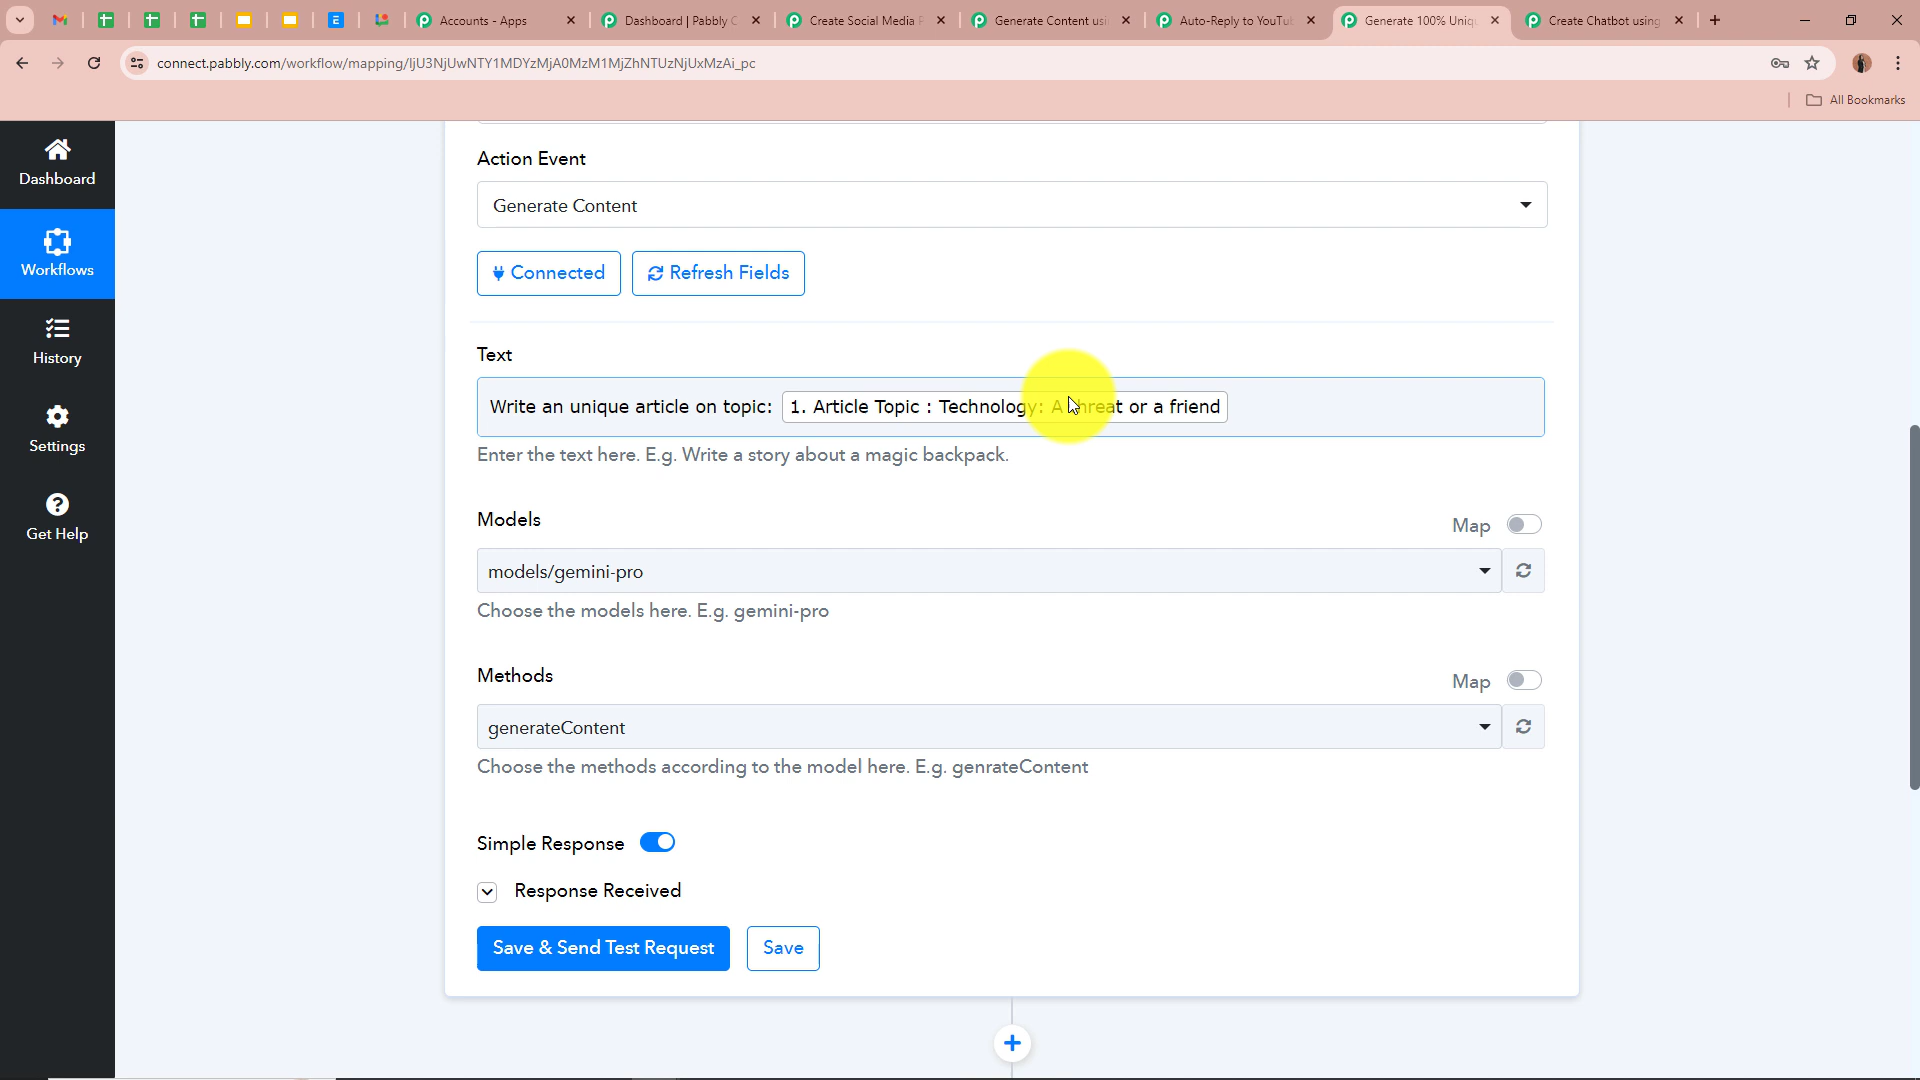 Accounts - Apps
Dashboard | Pabbly C
Create Social Media P
Generate Content usi
Auto-Reply to YouTu
Generate 100% Uniqu
Create Chatbot using
connect.pabbly.com/workflow/mapping/IjU3NjUwNTY1MDYzMjA0MzM1MjZhNTUzNjUxMzAi_pc
All Bookmarks
Dashboard
Workflows
History
Settings
Get Help
Action Event
Generate Content
Connected
Refresh Fields
Text
Write an unique article on topic: 1. Article Topic : Technology: A threat or a friend
Enter the text here. E.g. Write a story about a magic backpack.
Models
Map
models/gemini-pro
Choose the models here. E.g. gemini-pro
Methods
Map
generateContent
Choose the methods according to the model here. E.g. genrateContent
Simple Response
Response Received
Save & Send Test Request
Save